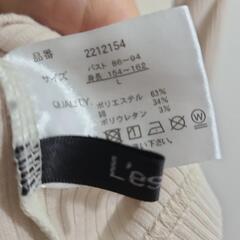 品番 2212154
サイズ バスト 86-94
身長 154-162
L
QUALITY. ポリエステル 63%
綿 34%
ポリウレタン 3%
L'es